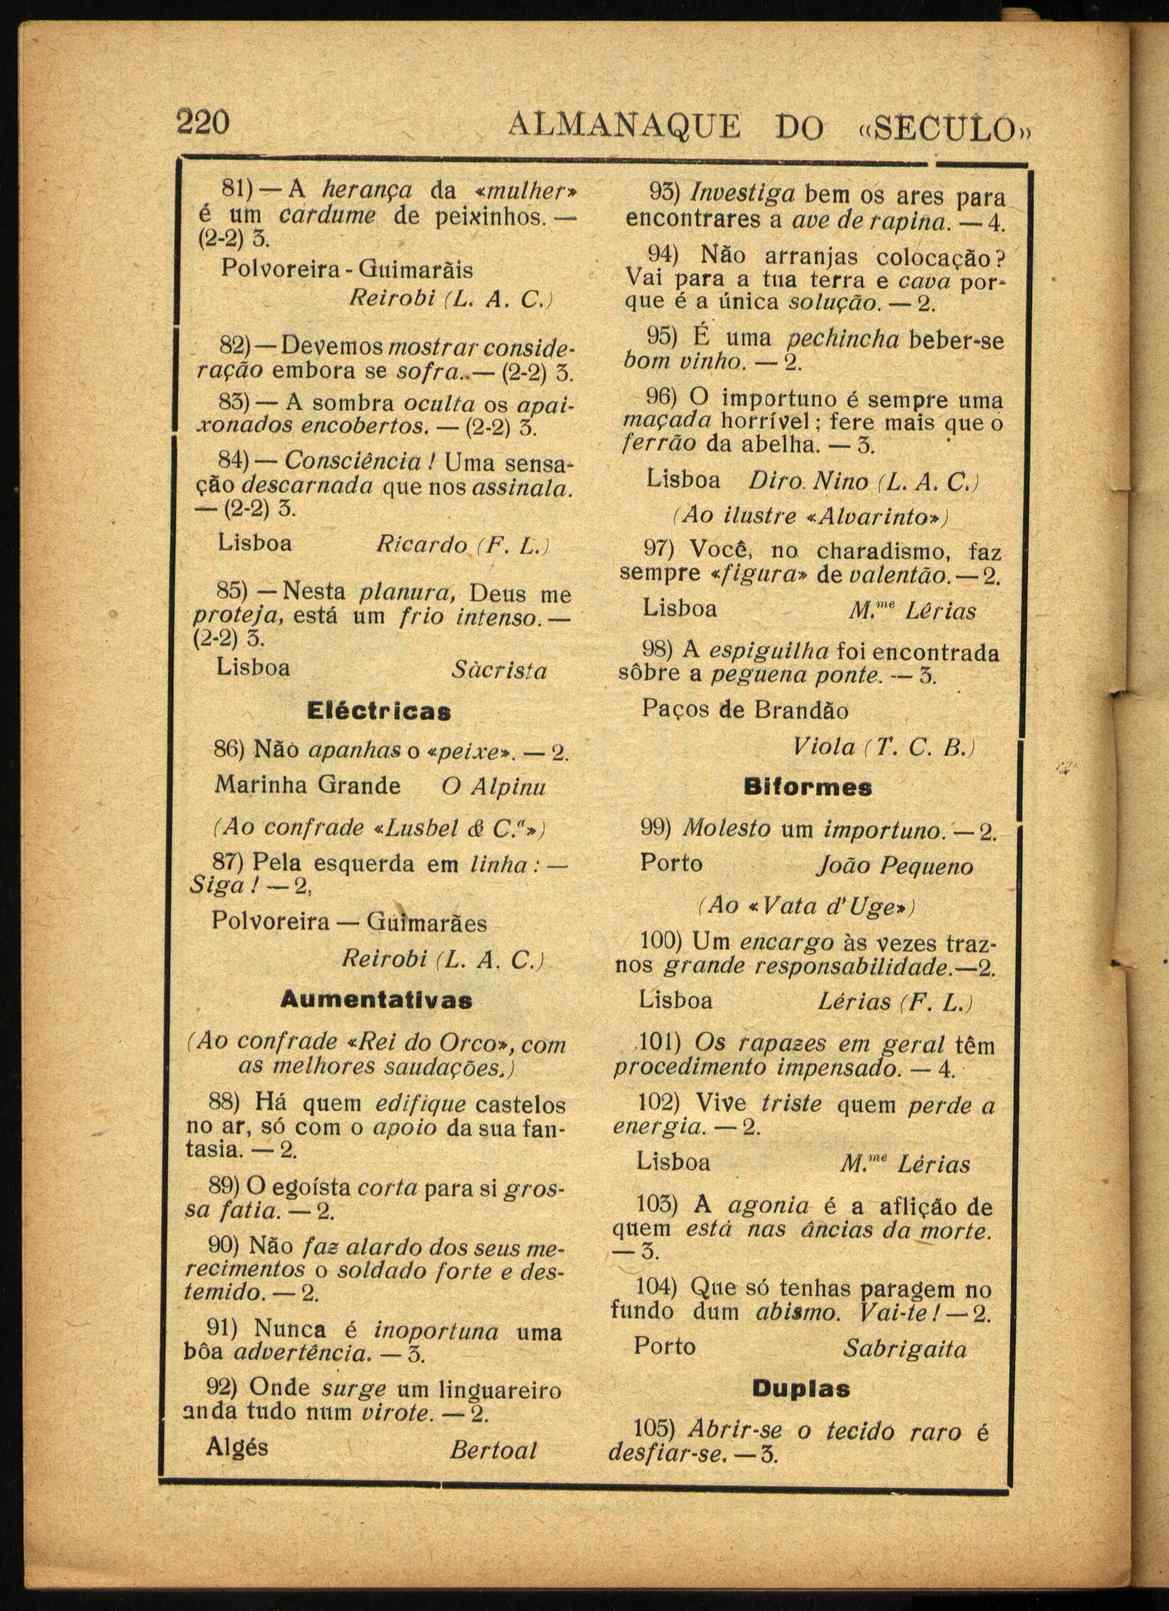 220
ALMANAQUE DO «SECULO»
81) — A herança da «mulher»
é um cardume de peixinhos. —
(2-2) 3.
Polvoreira - Guimarãis
Reirobi (L. A. C.)
82) — Devemos mostrar conside-
ração embora se sofra.. — (2-2) 3.
83) — A sombra oculta os apai-
xonados encobertos. — (2-2) 3.
84) — Consciência ! Uma sensa-
ção descarnada que nos assinala.
— (2-2) 3.
Lisboa Ricardo (F. L.)
85) — Nesta planura, Deus me
proteja, está um frio intenso. —
(2-2) 3.
Lisboa Sàcrista
Eléctricas
86) Não apanhas o «peixe». — 2.
Marinha Grande O Alpinu
(Ao confrade «Lusbel & C.ª»)
87) Pela esquerda em linha : —
Siga ! — 2,
Polvoreira — Guimarães
Reirobi (L. A. C.)
Aumentativas
(Ao confrade «Rei do Orco», com
as melhores saudações.)
88) Há quem edifique castelos
no ar, só com o apoio da sua fan-
tasia. — 2.
89) O egoísta corta para si gros-
sa fatia. — 2.
90) Não faz alardo dos seus me-
recimentos o soldado forte e des-
temido. — 2.
91) Nunca é inoportuna uma
bôa advertência. — 3.
92) Onde surge um linguareiro
anda tudo num virote. — 2.
Algés Bertoal
93) Investiga bem os ares para
encontrares a ave de rapina. — 4.
94) Não arranjas colocação?
Vai para a tua terra e cava por-
que é a única solução. — 2.
95) É uma pechincha beber-se
bom vinho. — 2.
96) O importuno é sempre uma
maçada horrível ; fere mais que o
ferrão da abelha. — 3.
Lisboa Diro. Nino (L. A. C.)
(Ao ilustre «Alvarinto»)
97) Você, no charadismo, faz
sempre «figura» de valentão. — 2.
Lisboa M.me Lérias
98) A espiguilha foi encontrada
sôbre a peguena ponte. — 3.
Paços de Brandão
Viola (T. C. B.)
Biformes
99) Molesto um importuno. — 2.
Porto João Pequeno
(Ao «Vata d'Uge»)
100) Um encargo às vezes traz-
nos grande responsabilidade.—2.
Lisboa Lérias (F. L.)
101) Os rapazes em geral têm
procedimento impensado. — 4.
102) Vive triste quem perde a
energia. — 2.
Lisboa M.me Lérias
103) A agonia é a aflição de
quem está nas âncias da morte.
— 3.
104) Que só tenhas paragem no
fundo dum abismo. Vai-te ! — 2.
Porto Sabrigaita
Duplas
105) Abrir-se o tecido raro é
desfiar-se. — 3.